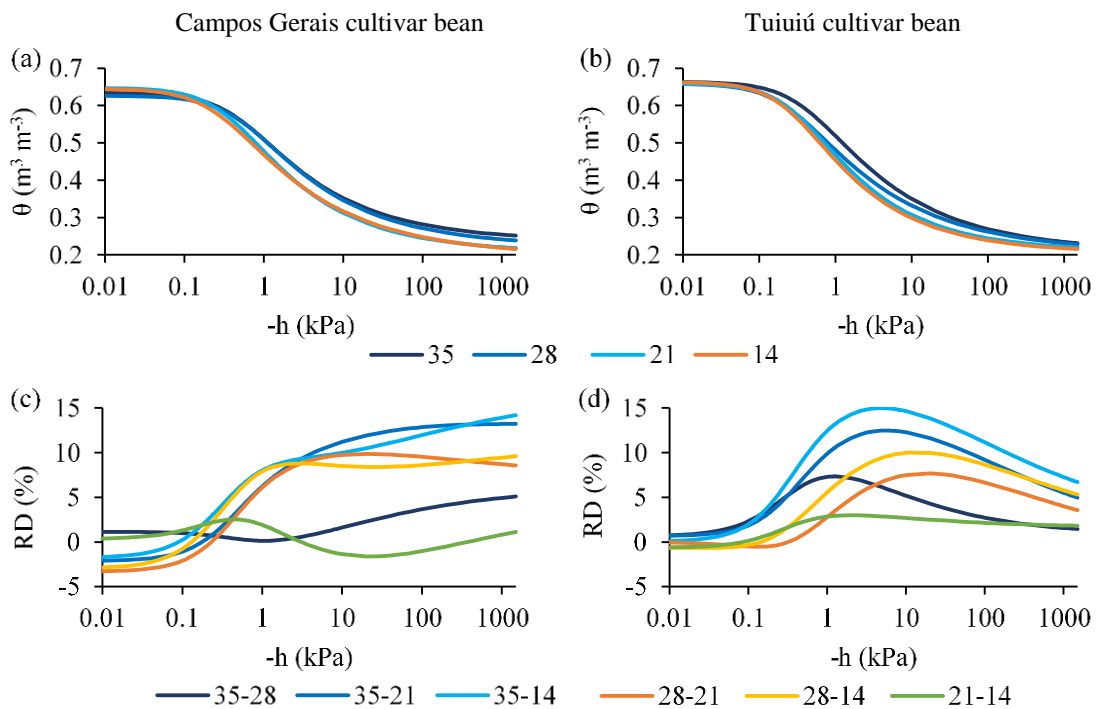 Campos Gerais cultivar bean
Tuiuiú cultivar bean
(a)
0.7
0.6
0.5
0.4
0.3
0.2
θ (m³ m⁻³)
0.01 0.1 1 10 100 1000
-h (kPa)
(b)
0.7
0.6
0.5
0.4
0.3
0.2
θ (m³ m⁻³)
0.01 0.1 1 10 100 1000
-h (kPa)
35 28 21 14
(c)
15
10
5
0
-5
RD (%)
0.01 0.1 1 10 100 1000
-h (kPa)
(d)
15
10
5
0
-5
RD (%)
0.01 0.1 1 10 100 1000
-h (kPa)
35-28 35-21 35-14 28-21 28-14 21-14